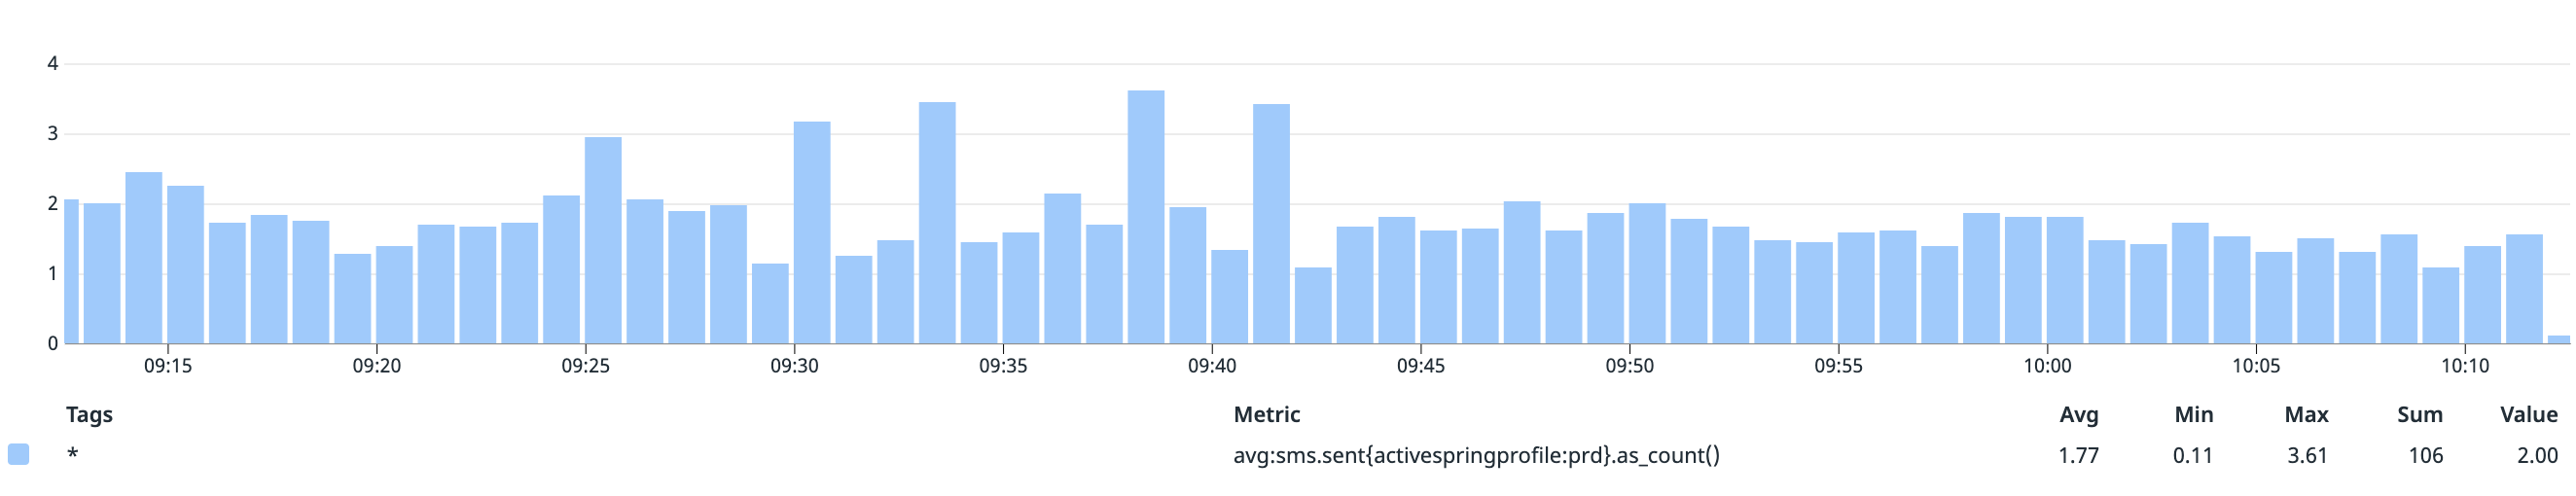 4
3
2
1
0
09:15 09:20 09:25 09:30 09:35 09:40 09:45 09:50 09:55 10:00 10:05 10:10
Tags Metric Avg Min Max Sum Value
* avg:sms.sent{activespringprofile:prd}.as_count() 1.77 0.11 3.61 106 2.00